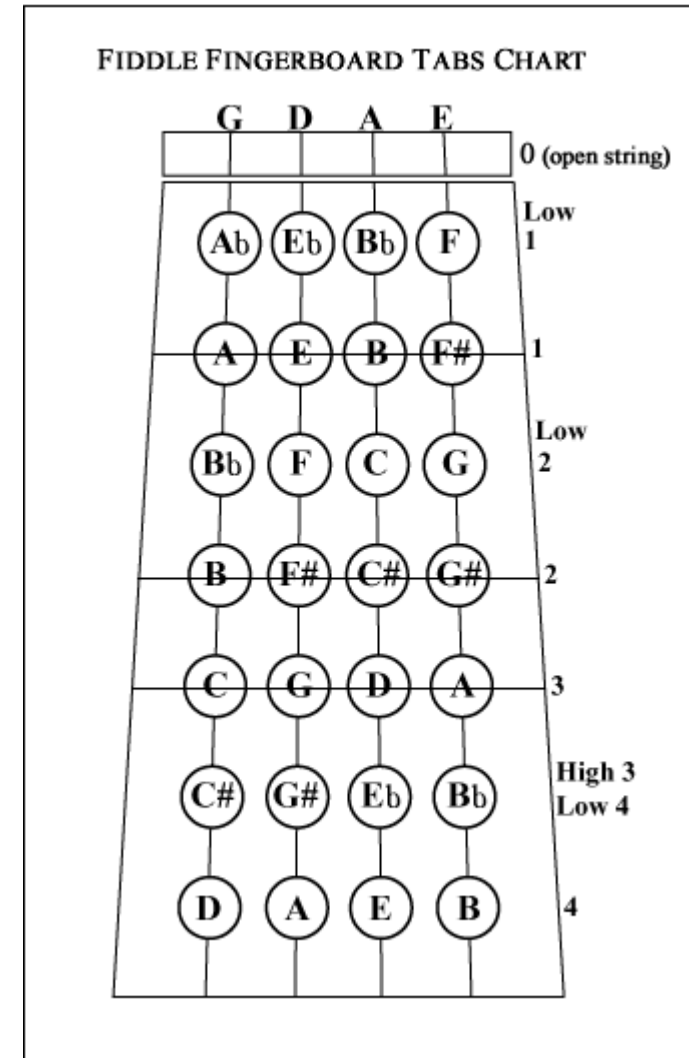 FIDDLE FINGERBOARD TABS CHART
G D A E
0 (open string)
Low
Ab Eb Bb F 1
A E B F# 1
Low
Bb F C G 2
B F# C# G# 2
C G D A 3
High 3
C# G# Eb Bb Low 4
D A E B 4